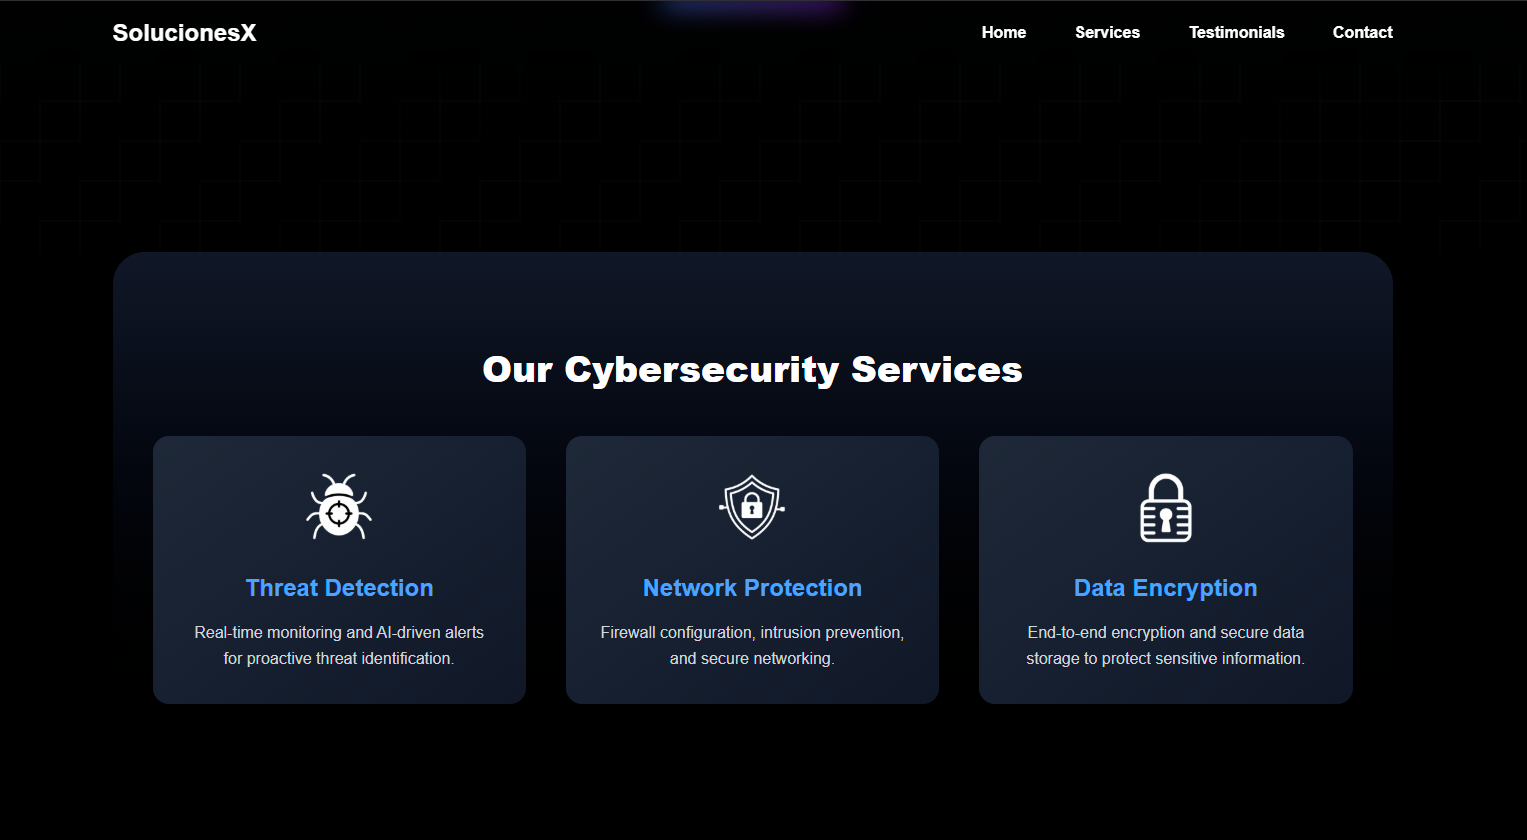 SolucionesX
Home
Services
Testimonials
Contact
Our Cybersecurity Services
Threat Detection
Real-time monitoring and AI-driven alerts
for proactive threat identification.
Network Protection
Firewall configuration, intrusion prevention,
and secure networking.
Data Encryption
End-to-end encryption and secure data
storage to protect sensitive information.